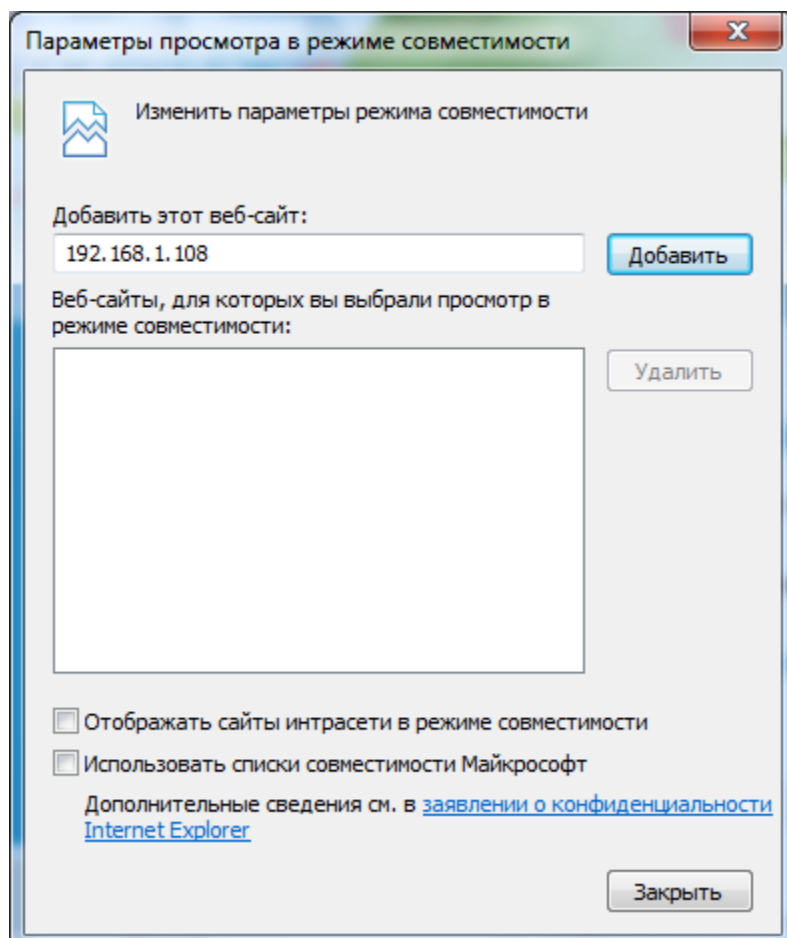 Параметры просмотра в режиме совместимости
Изменить параметры режима совместимости
Добавить этот веб-сайт:
192.168.1.108
Добавить
Веб-сайты, для которых вы выбрали просмотр в
режиме совместимости:
Удалить
Отображать сайты интрасети в режиме совместимости
Использовать списки совместимости Майкрософт
Дополнительные сведения см. в заявлении о конфиденциальности
Internet Explorer
Закрыть